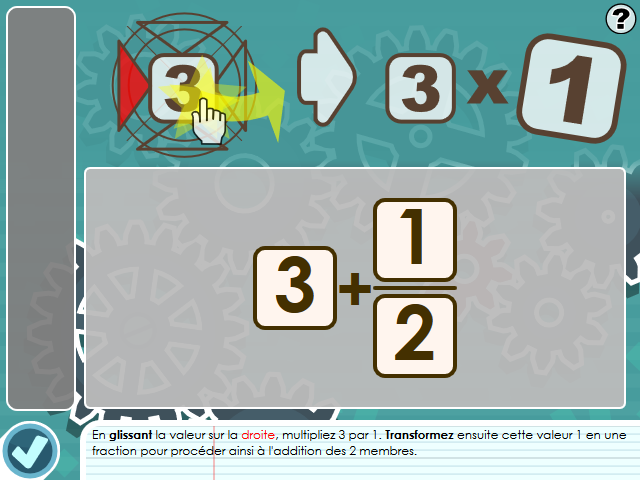 ?
3 3 x 1
3 + 1
2
En glissant la valeur sur la droite, multipliez 3 par 1. Transformez ensuite cette valeur 1 en une
fraction pour procéder ainsi à l'addition des 2 membres.